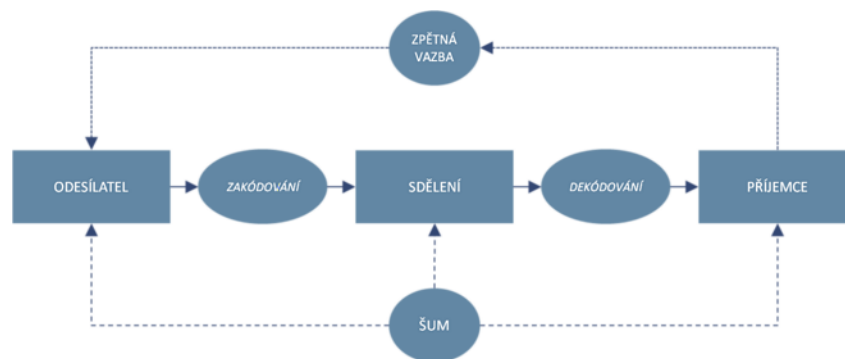 ZPĚTNÁ
VAZBA
ODESÍLATEL
ZAKÓDOVÁNÍ
SDĚLENÍ
DEKÓDOVÁNÍ
PŘÍJEMCE
ŠUM